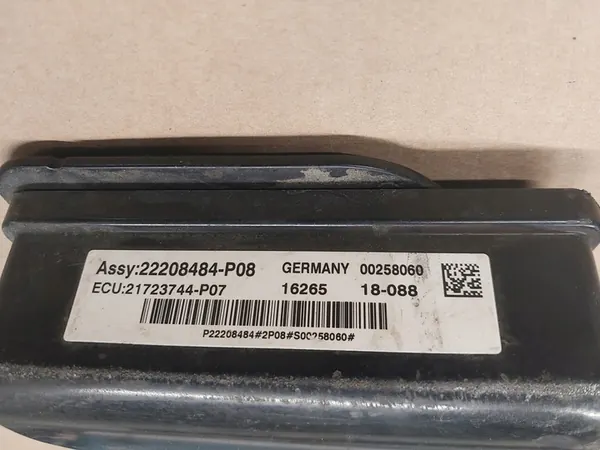 Assy:22208484-P08 GERMANY 00258060
ECU:21723744-P07 16265 18-088
P22208484#2P08#S00258060#